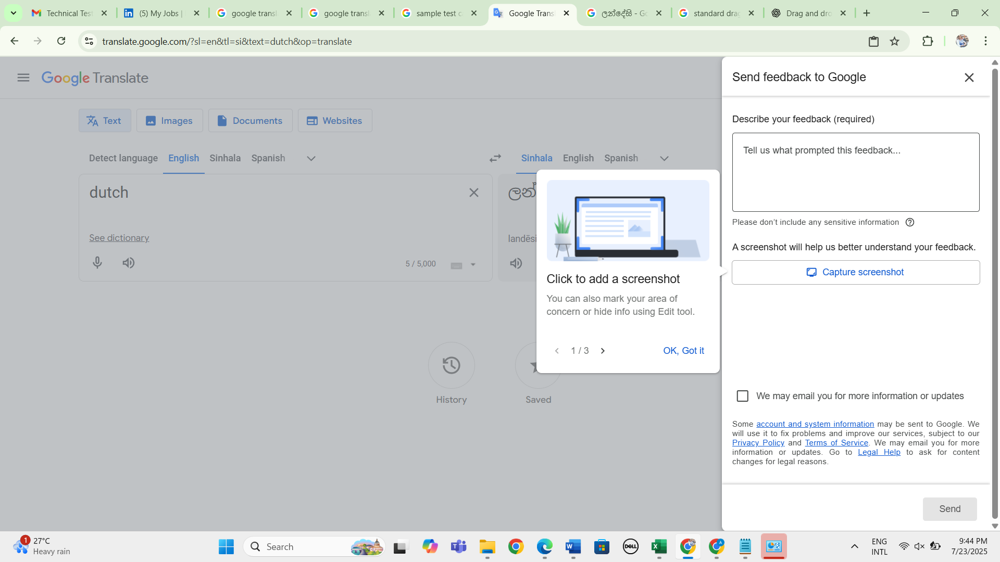 Technical Test
(5) My Jobs |
google transl
google transl
sample test c
Google Transl
ලන්දේසි - Go
standard drag
Drag and dro
translate.google.com/?sl=en&tl=si&text=dutch&op=translate
Google Translate
Text
Images
Documents
Websites
Detect language
English
Sinhala
Spanish
Sinhala
English
Spanish
dutch
ලන්
See dictionary
landēsi
5 / 5,000
History
Saved
Click to add a screenshot
You can also mark your area of
concern or hide info using Edit tool.
1 / 3
OK, Got it
Send feedback to Google
Describe your feedback (required)
Tell us what prompted this feedback...
Please don’t include any sensitive information
A screenshot will help us better understand your feedback.
Capture screenshot
We may email you for more information or updates
Some account and system information may be sent to Google. We
will use it to fix problems and improve our services, subject to our
Privacy Policy and Terms of Service. We may email you for more
information or updates. Go to Legal Help to ask for content
changes for legal reasons.
Send
1
27°C
Heavy rain
Search
DELL
ENG
INTL
9:44 PM
7/23/2025